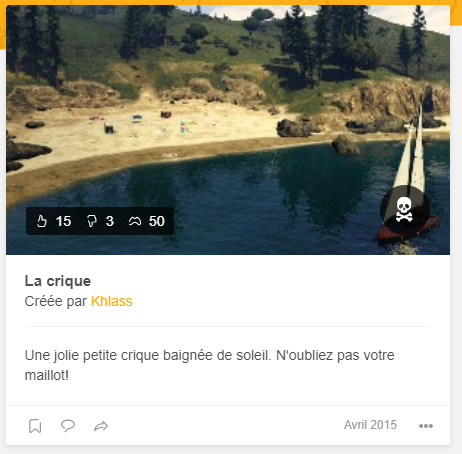 15 3 50
La crique
Créée par Khlass
Une jolie petite crique baignée de soleil. N'oubliez pas votre
maillot!
Avril 2015